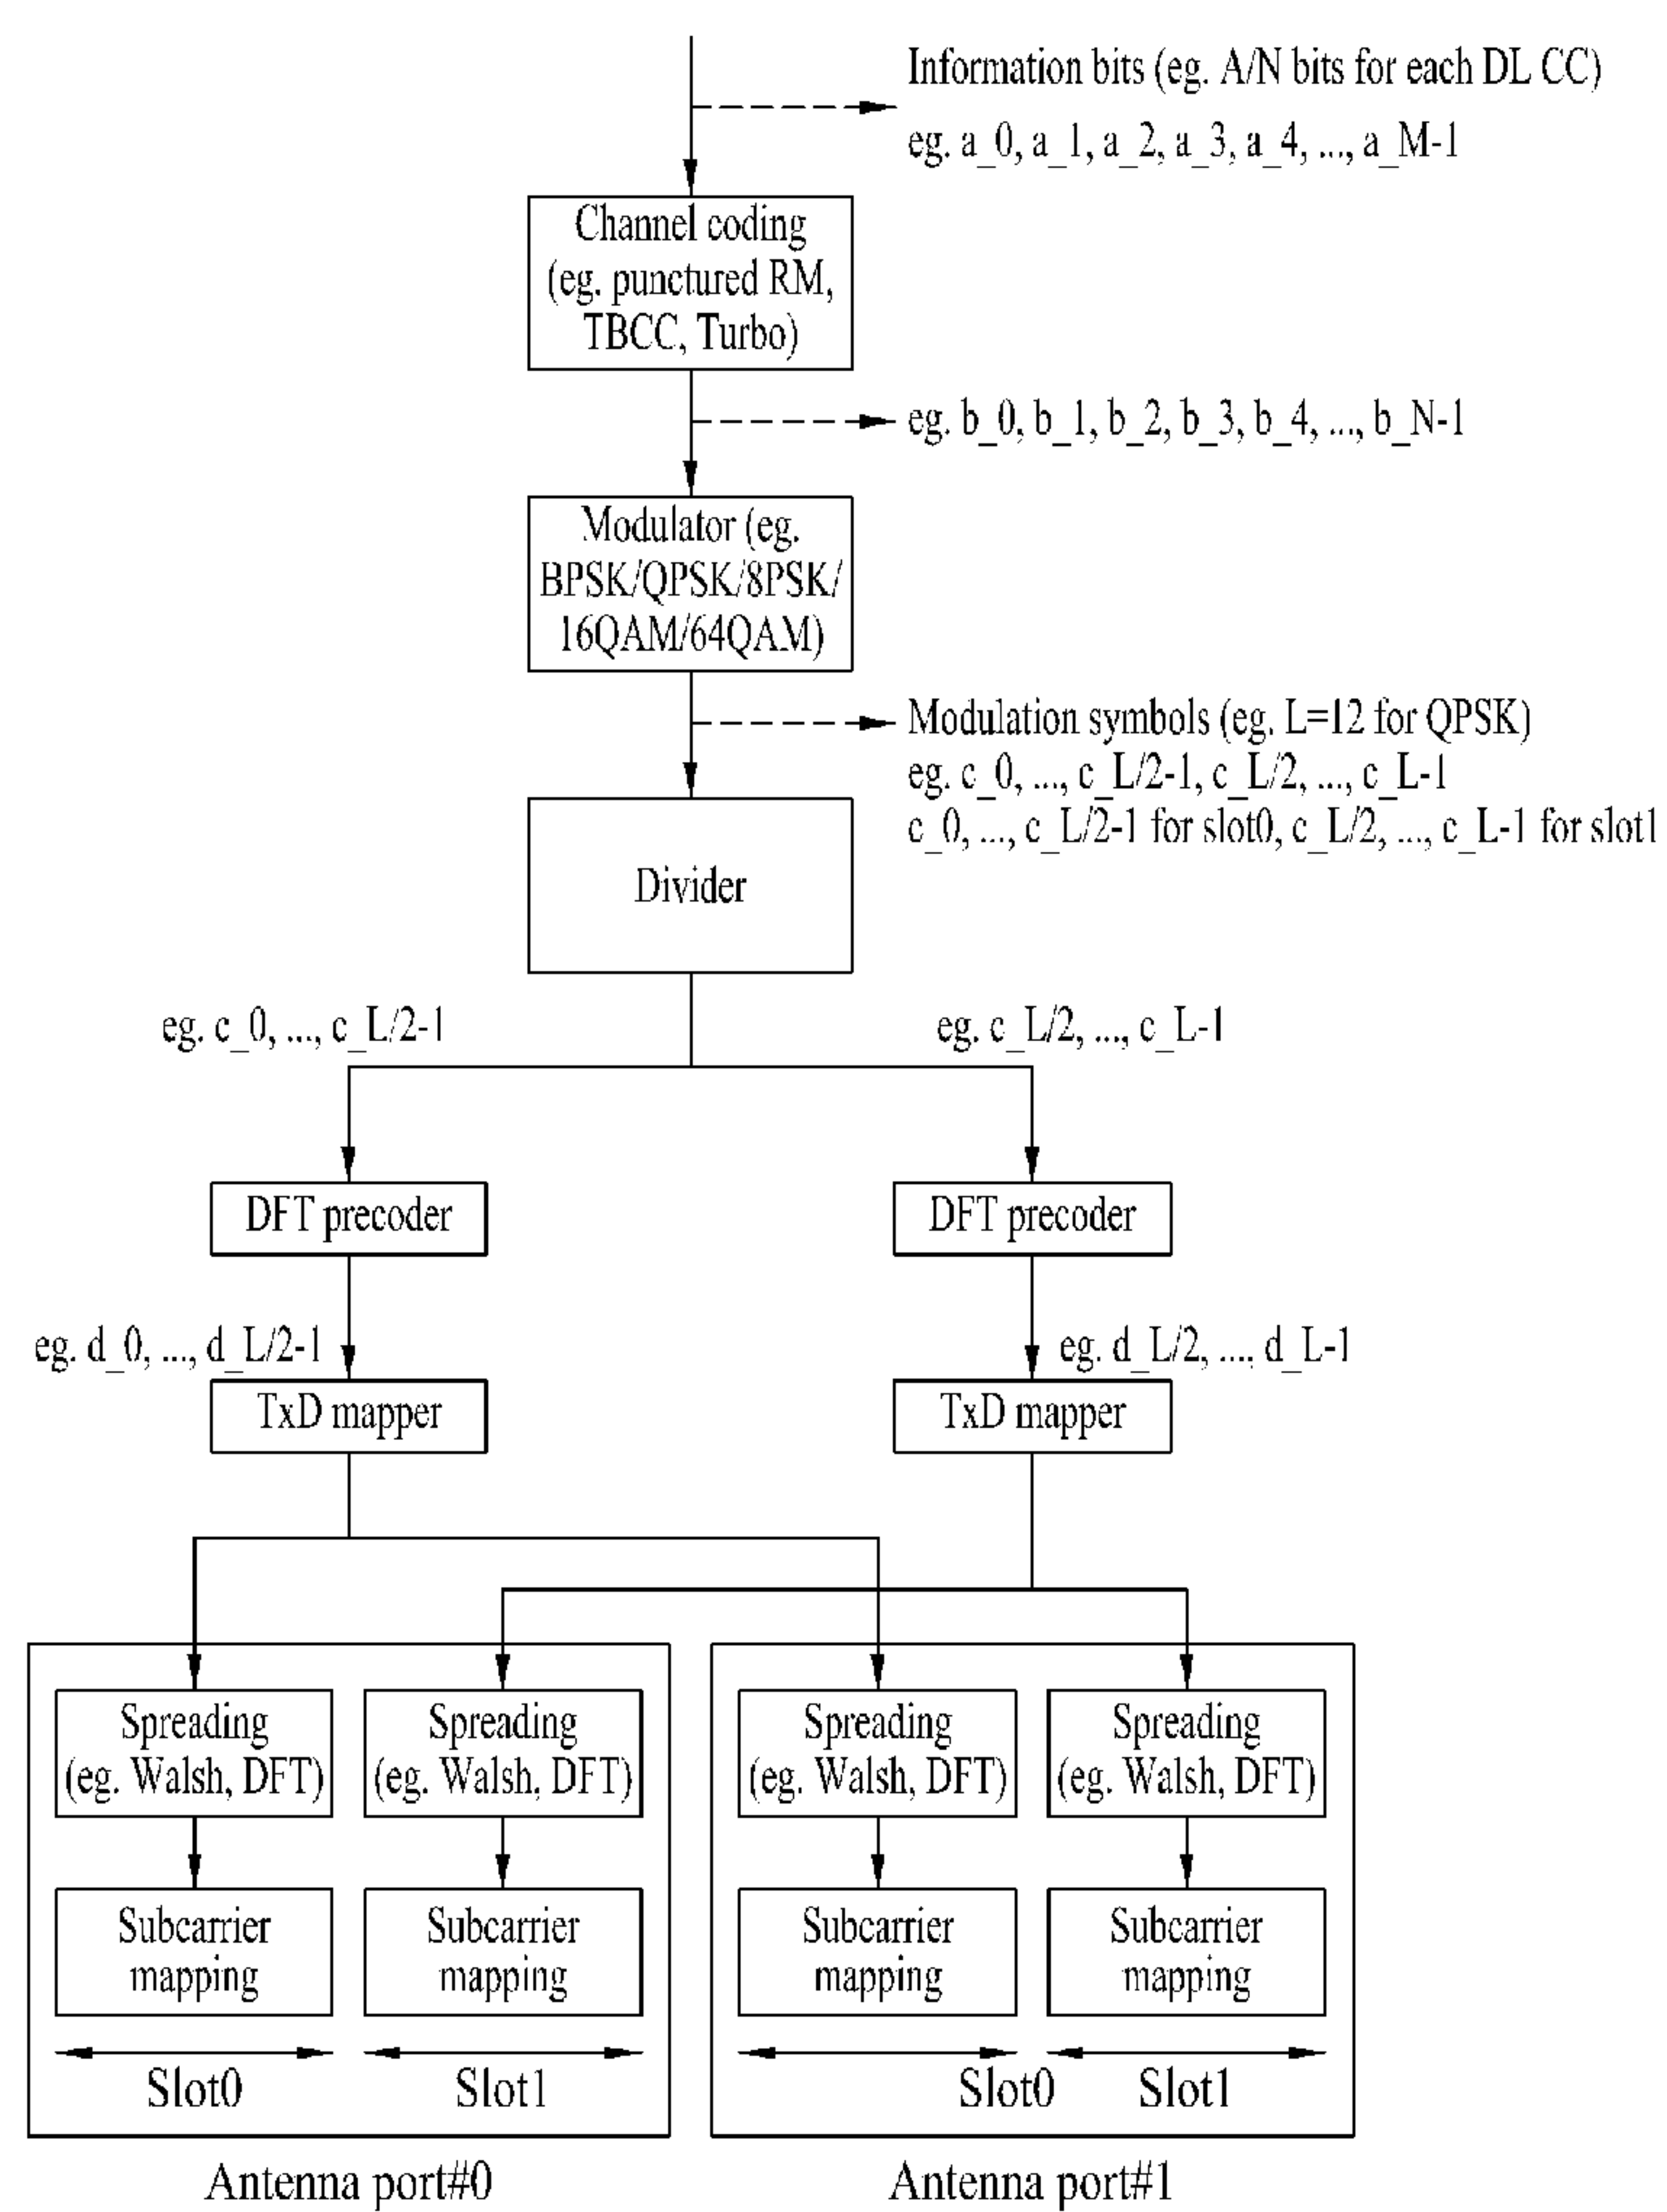 Information bits (eg. A/N bits for each DL CC)
eg. a_0, a_1, a_2, a_3, a_4, ..., a_M-1
Channel coding
(eg. punctured RM,
TBCC, Turbo)
eg. b_0, b_1, b_2, b_3, b_4, ..., b_N-1
Modulator (eg.
BPSK/QPSK/8PSK/
16QAM/64QAM)
Modulation symbols (eg. L=12 for QPSK)
eg. c_0, ..., c_L/2-1, c_L/2, ..., c_L-1
c_0, ..., c_L/2-1 for slot0, c_L/2, ..., c_L-1 for slot1
Divider
eg. c_0, ..., c_L/2-1
eg. c_L/2, ..., c_L-1
DFT precoder
DFT precoder
eg. d_0, ..., d_L/2-1
eg. d_L/2, ..., d_L-1
TxD mapper
TxD mapper
Spreading
(eg. Walsh, DFT)
Spreading
(eg. Walsh, DFT)
Spreading
(eg. Walsh, DFT)
Spreading
(eg. Walsh, DFT)
Subcarrier
mapping
Subcarrier
mapping
Subcarrier
mapping
Subcarrier
mapping
Slot0
Slot1
Slot0
Slot1
Antenna port#0
Antenna port#1